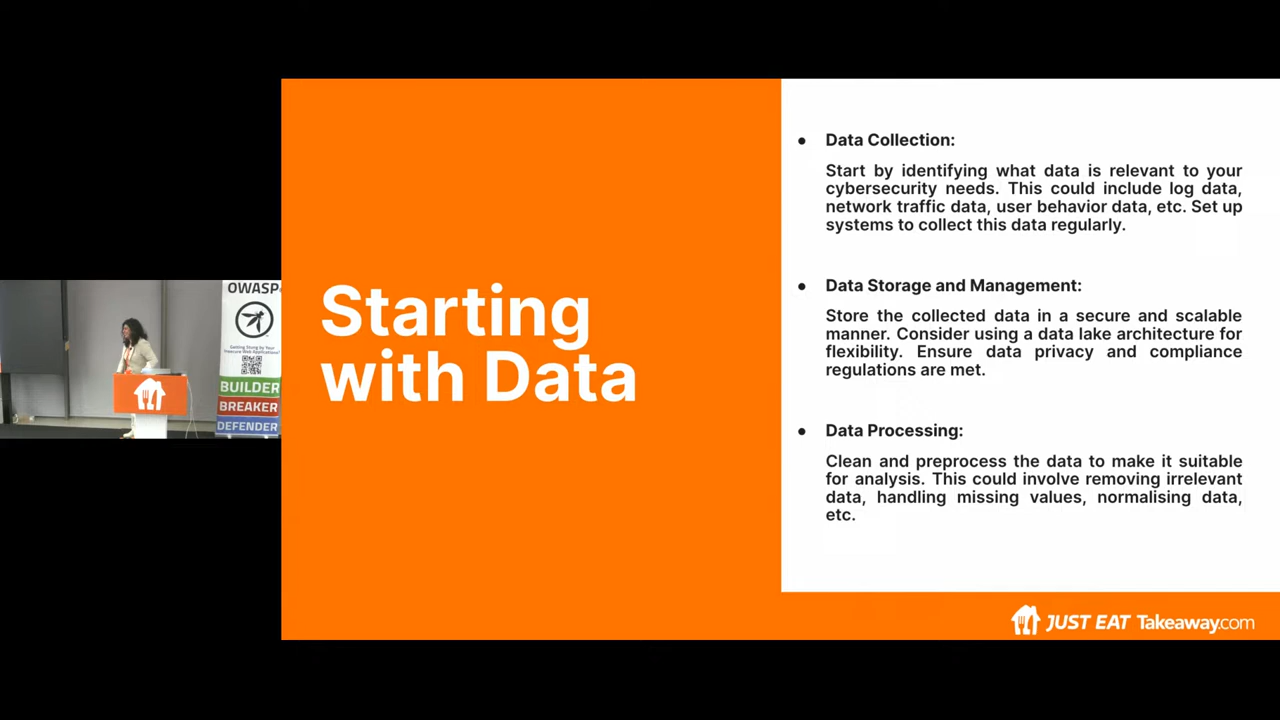 Starting
with Data
● Data Collection:
Start by identifying what data is relevant to your
cybersecurity needs. This could include log data,
network traffic data, user behavior data, etc. Set up
systems to collect this data regularly.
● Data Storage and Management:
Store the collected data in a secure and scalable
manner. Consider using a data lake architecture for
flexibility. Ensure data privacy and compliance
regulations are met.
● Data Processing:
Clean and preprocess the data to make it suitable
for analysis. This could involve removing irrelevant
data, handling missing values, normalising data,
etc.
JUST EAT Takeaway.com
OWASP
BUILDER
BREAKER
DEFENDER